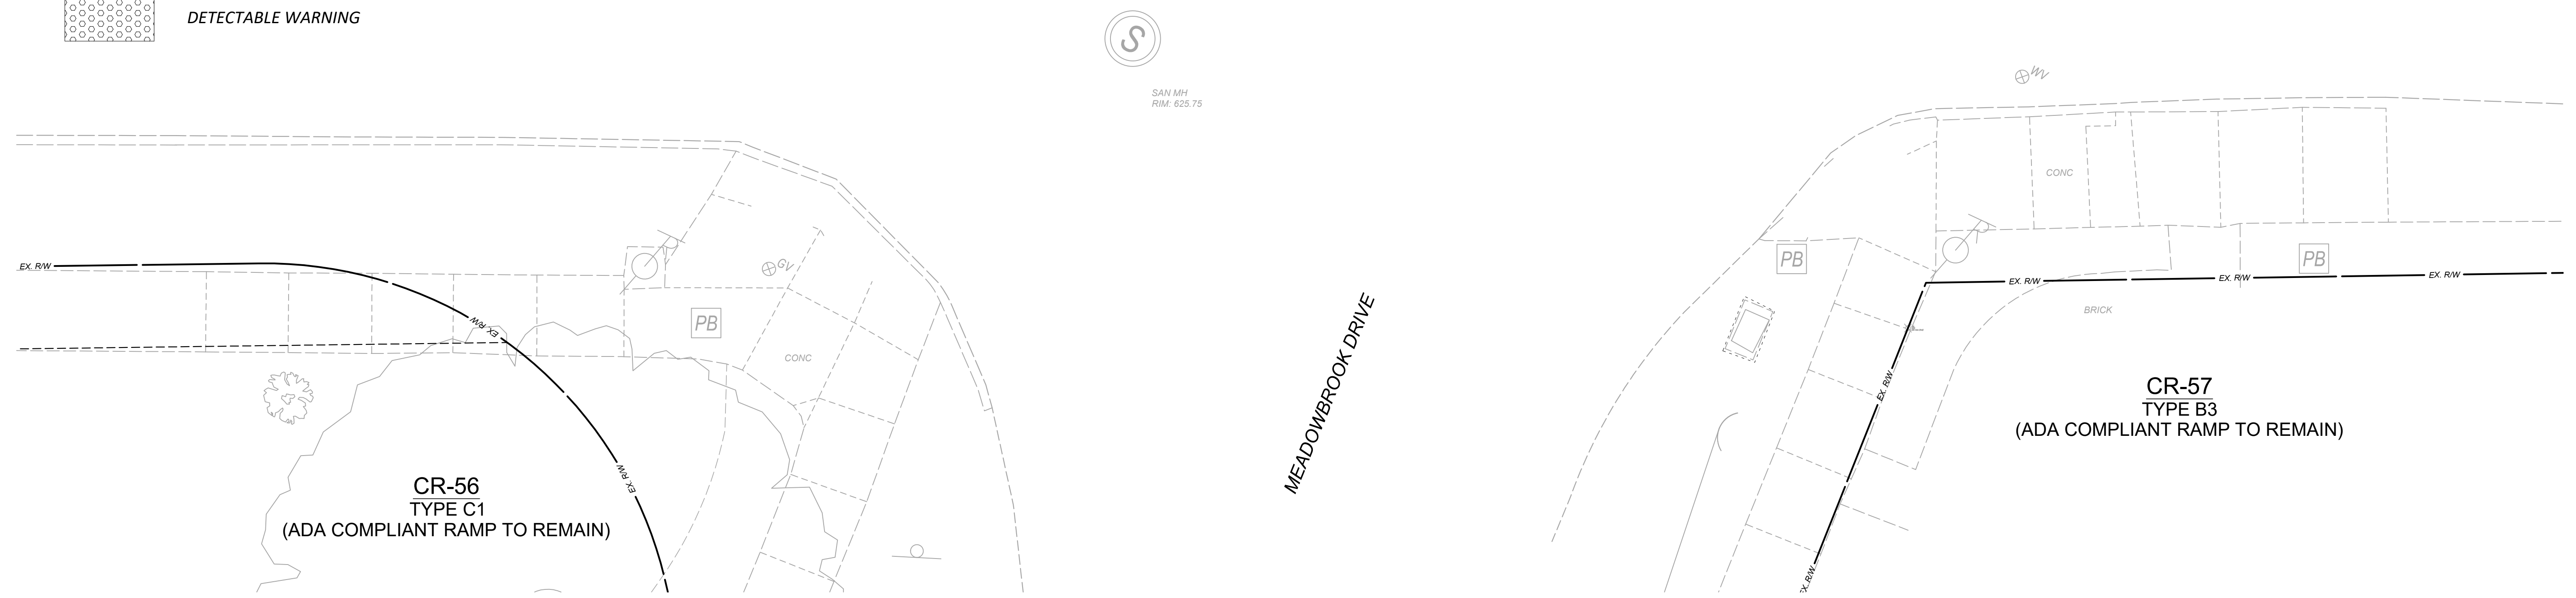 DETECTABLE WARNING
S
SAN MH
RIM: 625.75
WV
CONC
GV
EX. R/W
PB
PB
PB
EX. R/W
EX. R/W
EX. R/W
EX. R/W
BRICK
CONC
MEADOWBROOK DRIVE
EX. R/W
EX. R/W
CR-57
TYPE B3
(ADA COMPLIANT RAMP TO REMAIN)
CR-56
TYPE C1
(ADA COMPLIANT RAMP TO REMAIN)
EX. R/W
EX. R/W